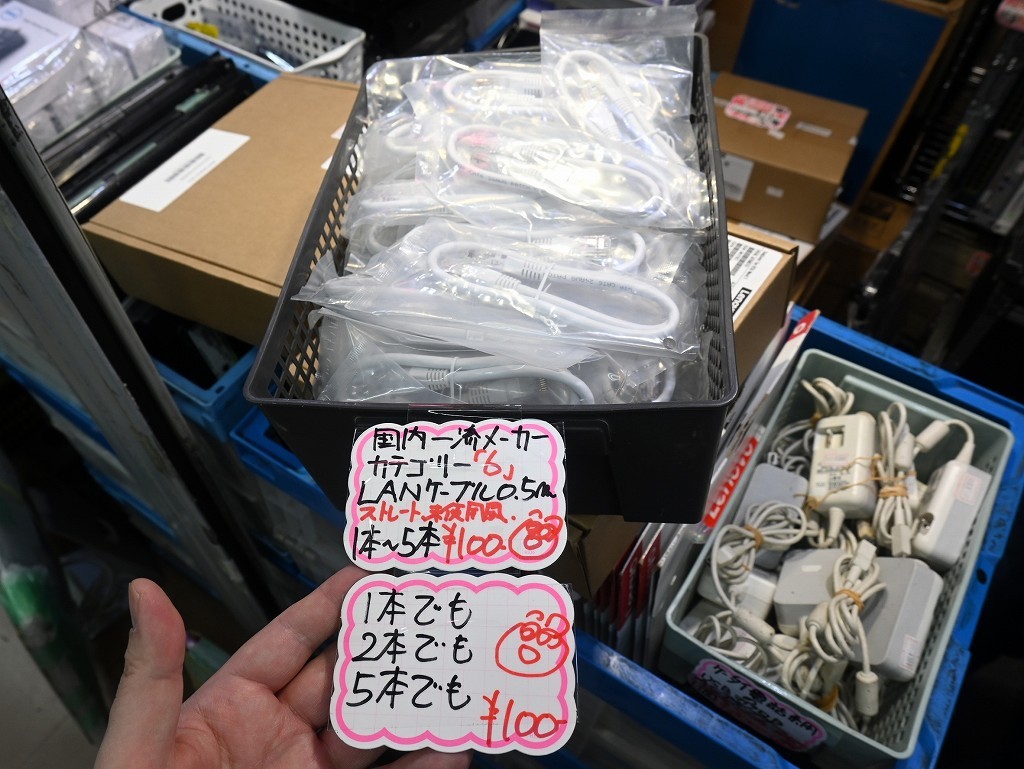 国内一流メーカー
カテゴリー「6」
LANケーブル0.5m
ストレート、未使用品.
1本～5本¥100-
1本でも
2本でも
5本でも
¥100-
Lenovo